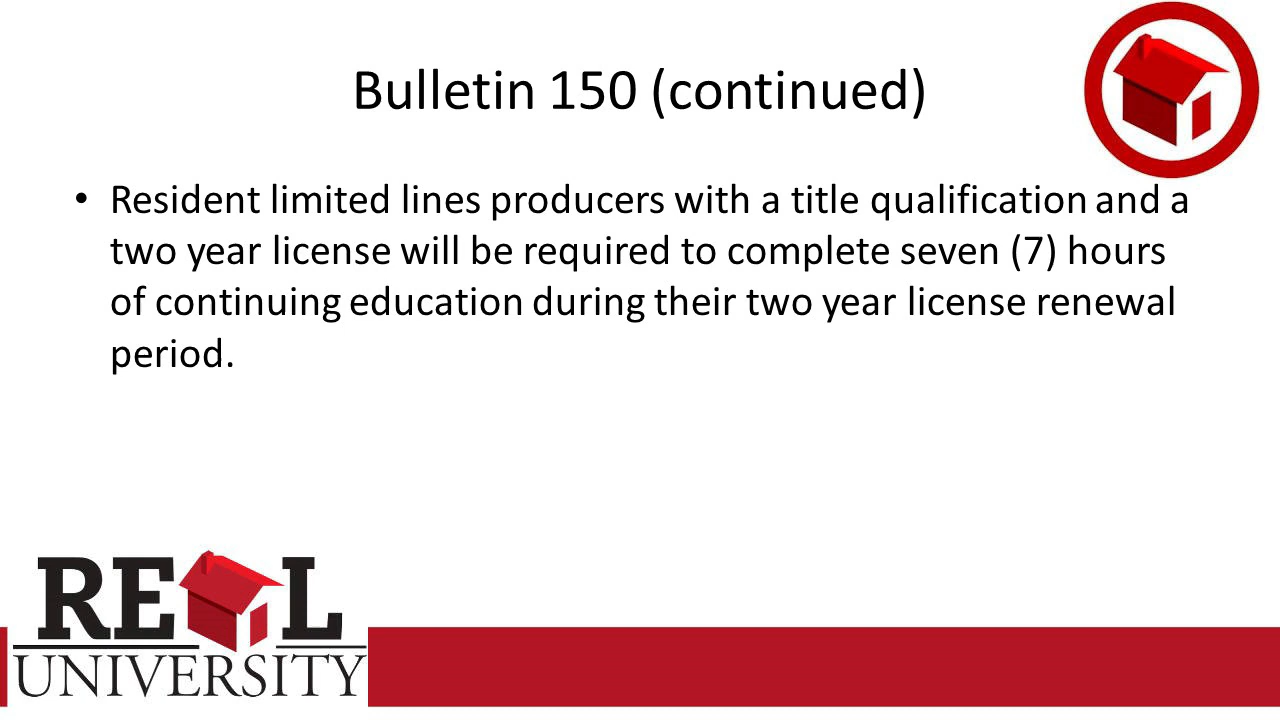 Bulletin 150 (continued)
• Resident limited lines producers with a title qualification and a
two year license will be required to complete seven (7) hours
of continuing education during their two year license renewal
period.
RE L
UNIVERSITY